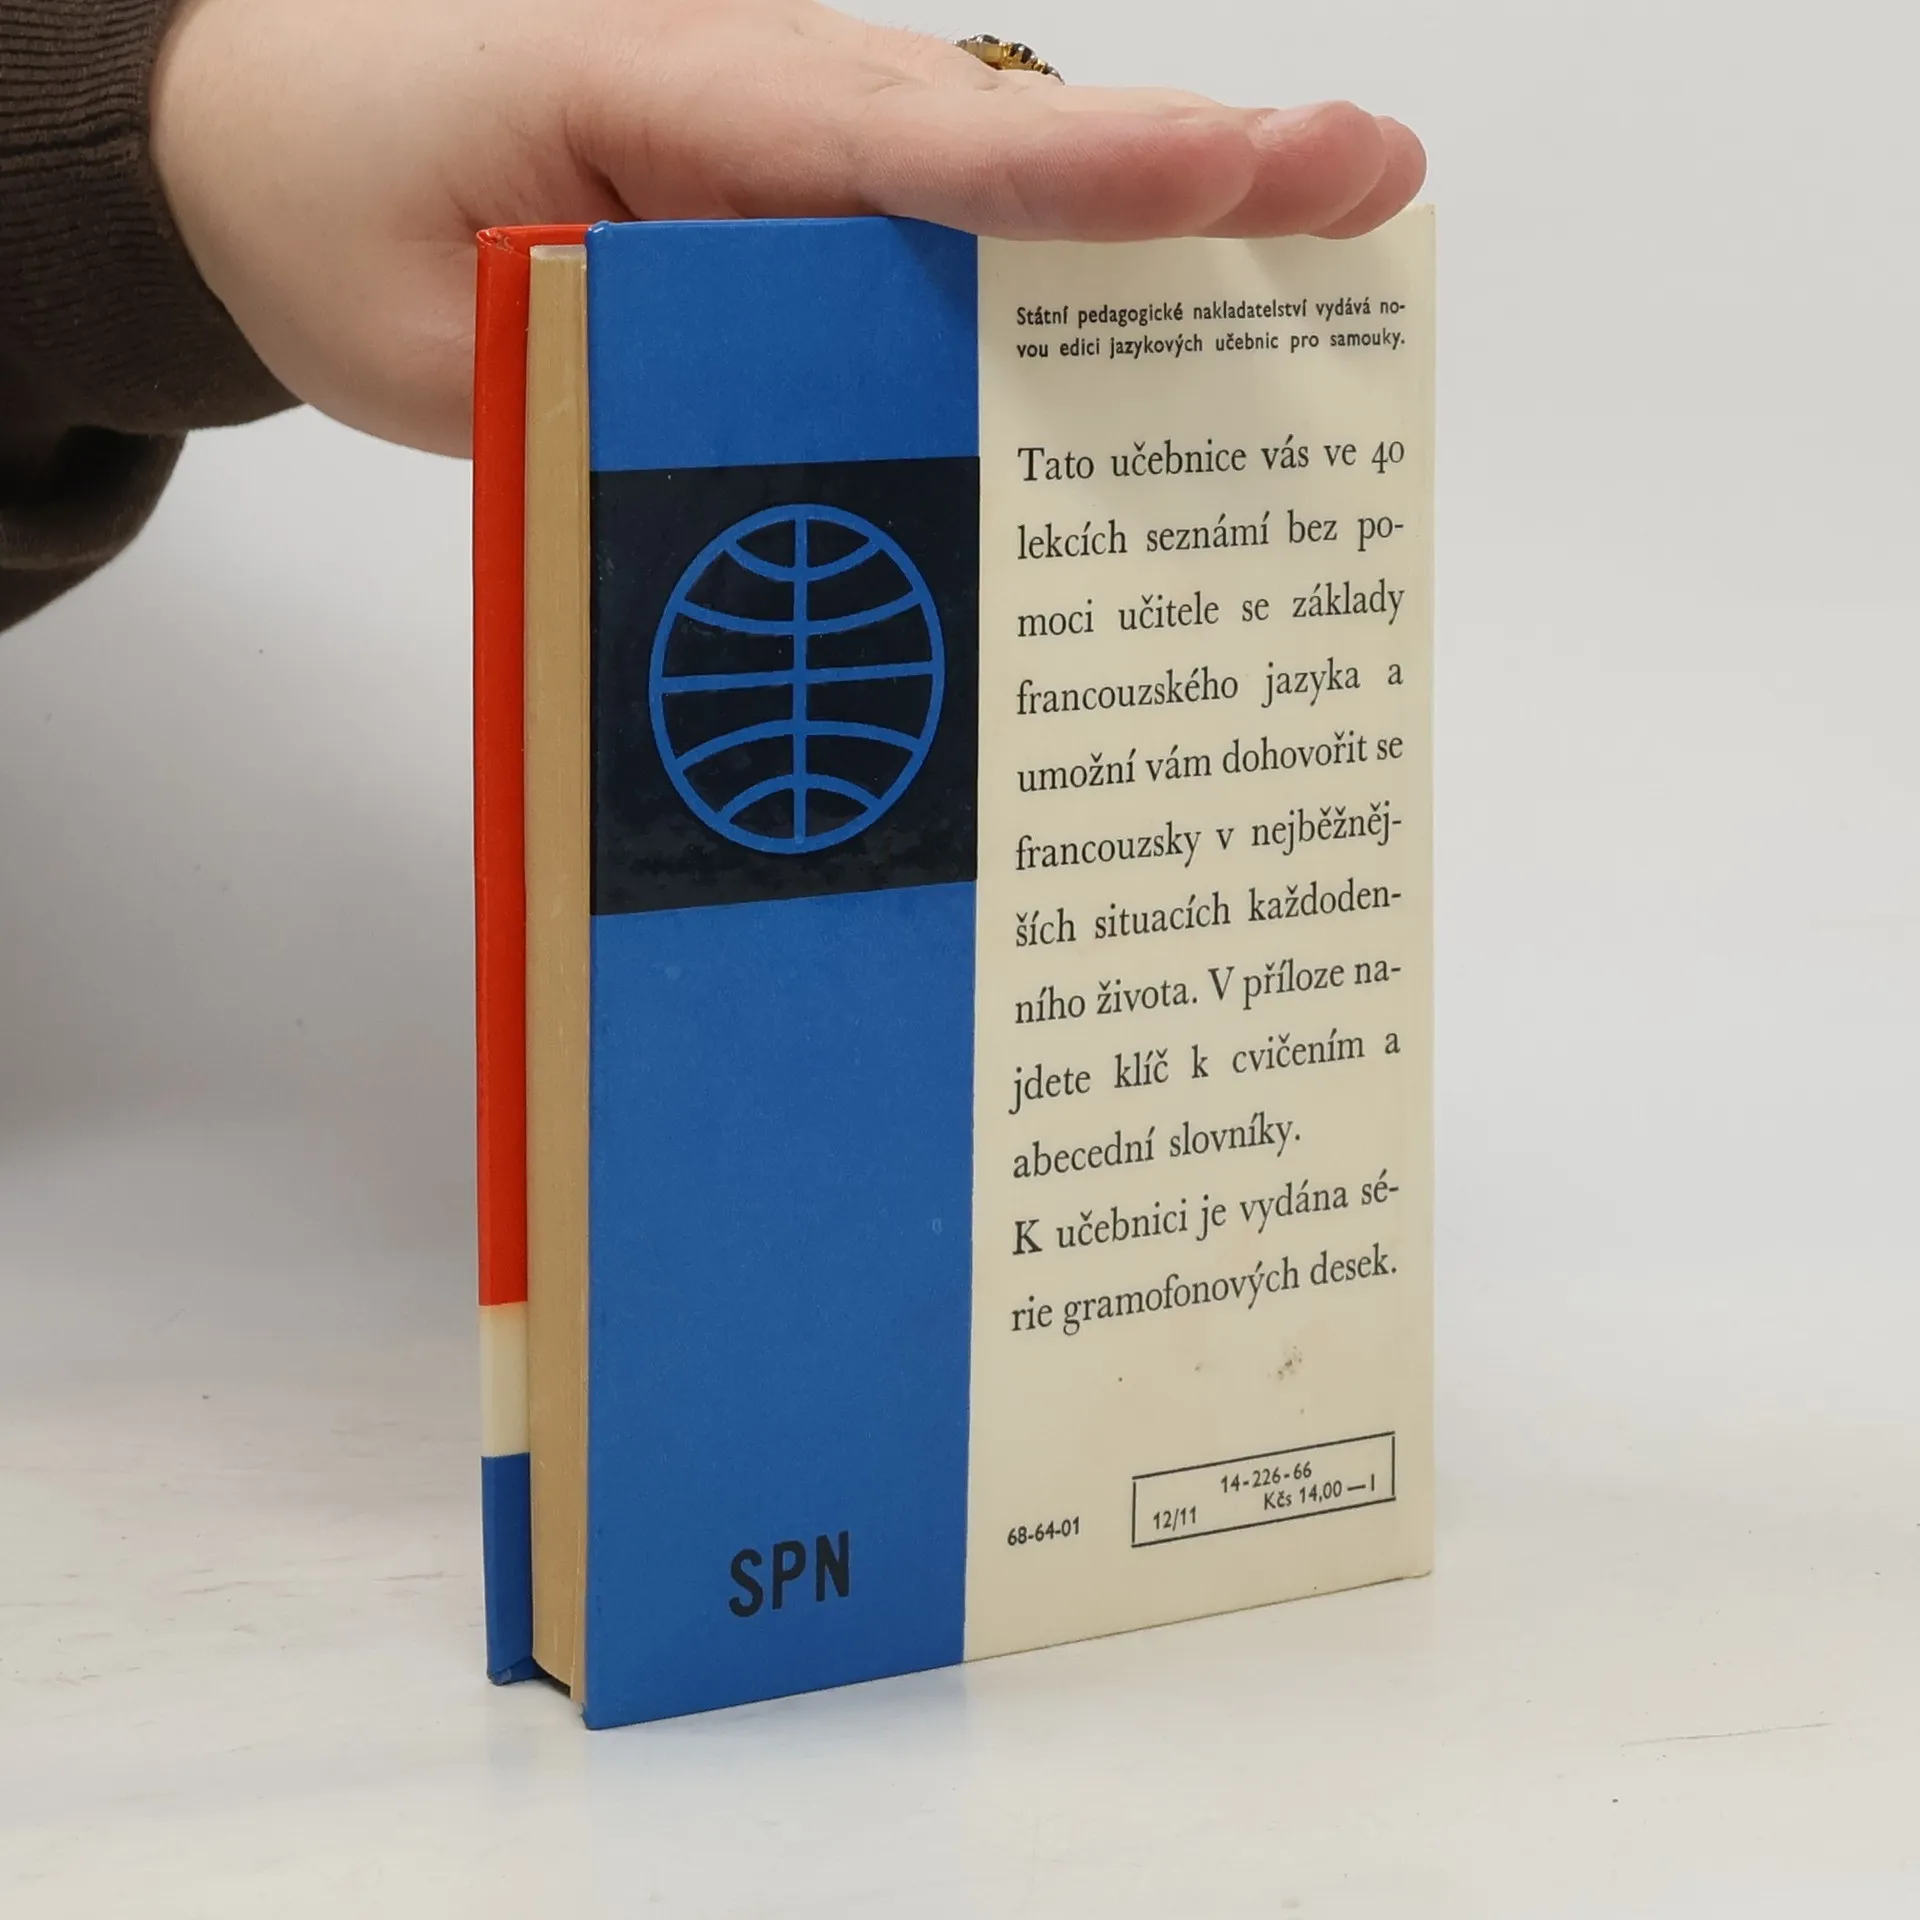 Státní pedagogické nakladatelství vydává no-
vou edici jazykových učebnic pro samouky.
Tato učebnice vás ve 40
lekcích seznámí bez po-
moci učitele se základy
francouzského jazyka a
umožní vám dohovořit se
francouzsky v nejběžněj-
ších situacích každoden-
ního života. V příloze na-
jdete klíč k cvičením a
abecední slovníky.
K učebnici je vydána sé-
rie gramofonových desek.
14-226-66
12/11 Kčs 14,00 — I
68-64-01
SPN